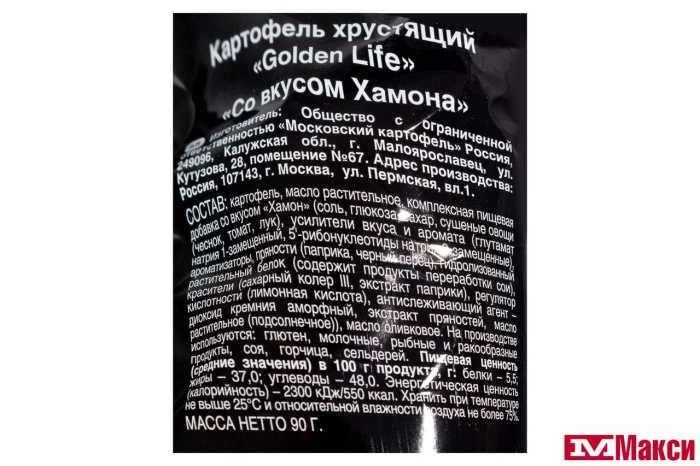 Картофель хрустящий
«Golden Life»
«Со вкусом Хамона»
Изготовитель: Общество с ограниченной
ответственностью «Московский картофель» Россия,
249096, Калужская обл., г. Малоярославец, ул.
Кутузова, 28, помещение №67. Адрес производства:
Россия, 107143, г. Москва, ул. Пермская, вл.1.
СОСТАВ: картофель, масло растительное, комплексная пищевая
добавка со вкусом «Хамон» (соль, глюкоза, сахар, сушеные овощи
(чеснок, томат, лук), усилители вкуса и аромата (глутамат
натрия 1-замещенный, 5'-рибонуклеотиды натрия 2-замещенные),
ароматизаторы, пряности (паприка, черный перец), гидролизованный
растительный белок (содержит продукты переработки сои),
красители (сахарный колер III, экстракт паприки), регулятор
кислотности (лимонная кислота), антислеживающий агент –
диоксид кремния аморфный, экстракт пряностей, масло
растительное (подсолнечное)), масло оливковое. На производстве
используются: глютен, молочные, рыбные и ракообразные
продукты, соя, горчица, сельдерей. Пищевая ценность
(средние значения) в 100 г продукта, г: белки – 5,5;
жиры – 37,0; углеводы – 48,0. Энергетическая ценность
(калорийность) – 2300 кДж/550 ккал. Хранить при температуре
не выше 25°С и относительной влажности воздуха не более 75%.
МАССА НЕТТО 90 Г.
Макси